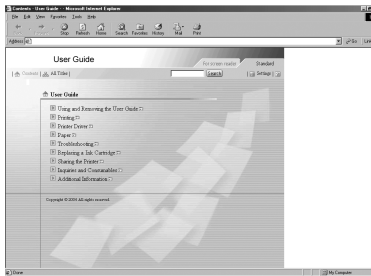 Contents - User Guide - - Microsoft Internet Explorer
File Edit View Favorites Tools Help
Stop Refresh Home Search Favorites History Mail Print
Address
Go Link
User Guide
For screen reader Standard
Contents | All Titles | Search Settings
User Guide
Using and Removing the User Guide
Printing
Printer Driver
Paper
Troubleshooting
Replacing a Ink Cartridge
Sharing the Printer
Inquiries and Consumables
Additional Information
Copyright © 2005 All rights reserved.
Done My Computer